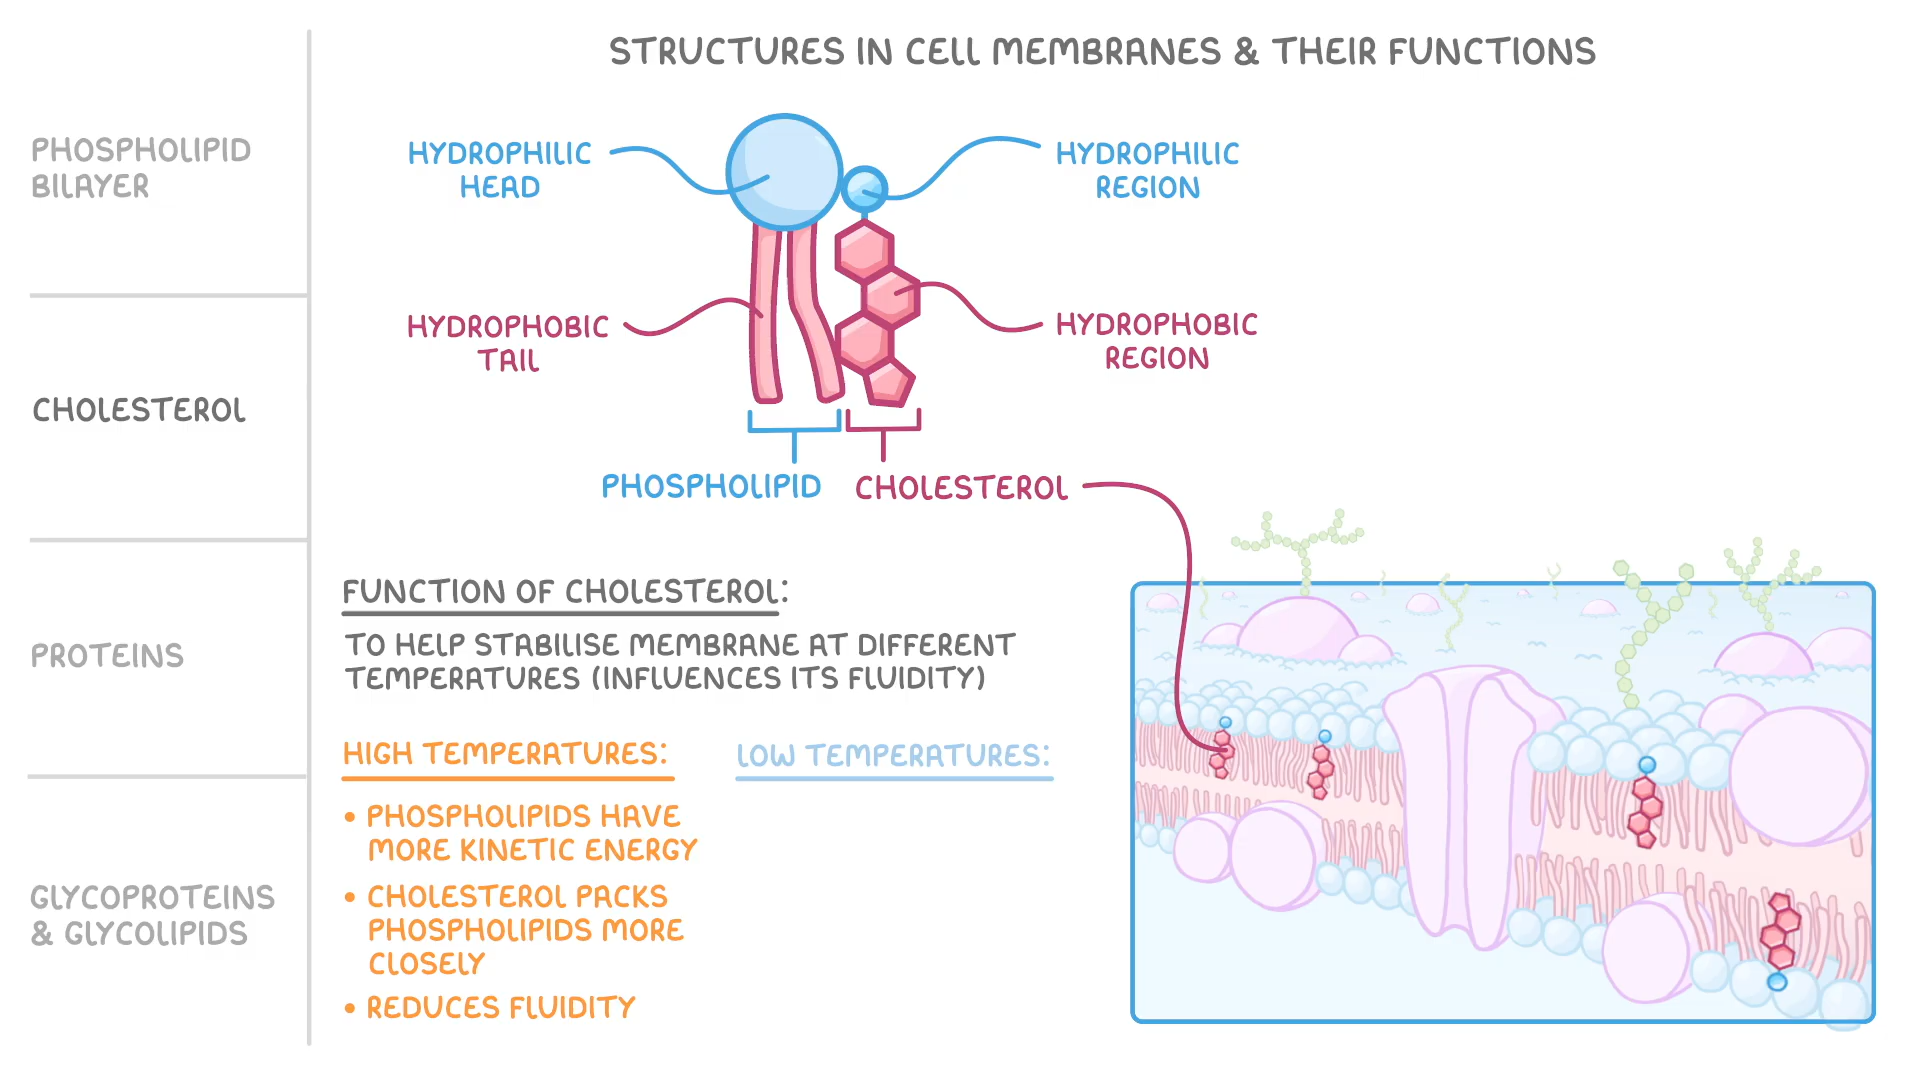 STRUCTURES IN CELL MEMBRANES & THEIR FUNCTIONS
PHOSPHOLIPID
BILAYER
CHOLESTEROL
PROTEINS
GLYCOPROTEINS
& GLYCOLIPIDS
HYDROPHILIC
HEAD
HYDROPHILIC
REGION
HYDROPHOBIC
TAIL
HYDROPHOBIC
REGION
PHOSPHOLIPID
CHOLESTEROL
FUNCTION OF CHOLESTEROL:
TO HELP STABILISE MEMBRANE AT DIFFERENT
TEMPERATURES (INFLUENCES ITS FLUIDITY)
HIGH TEMPERATURES:
• PHOSPHOLIPIDS HAVE
MORE KINETIC ENERGY
• CHOLESTEROL PACKS
PHOSPHOLIPIDS MORE
CLOSELY
• REDUCES FLUIDITY
LOW TEMPERATURES: